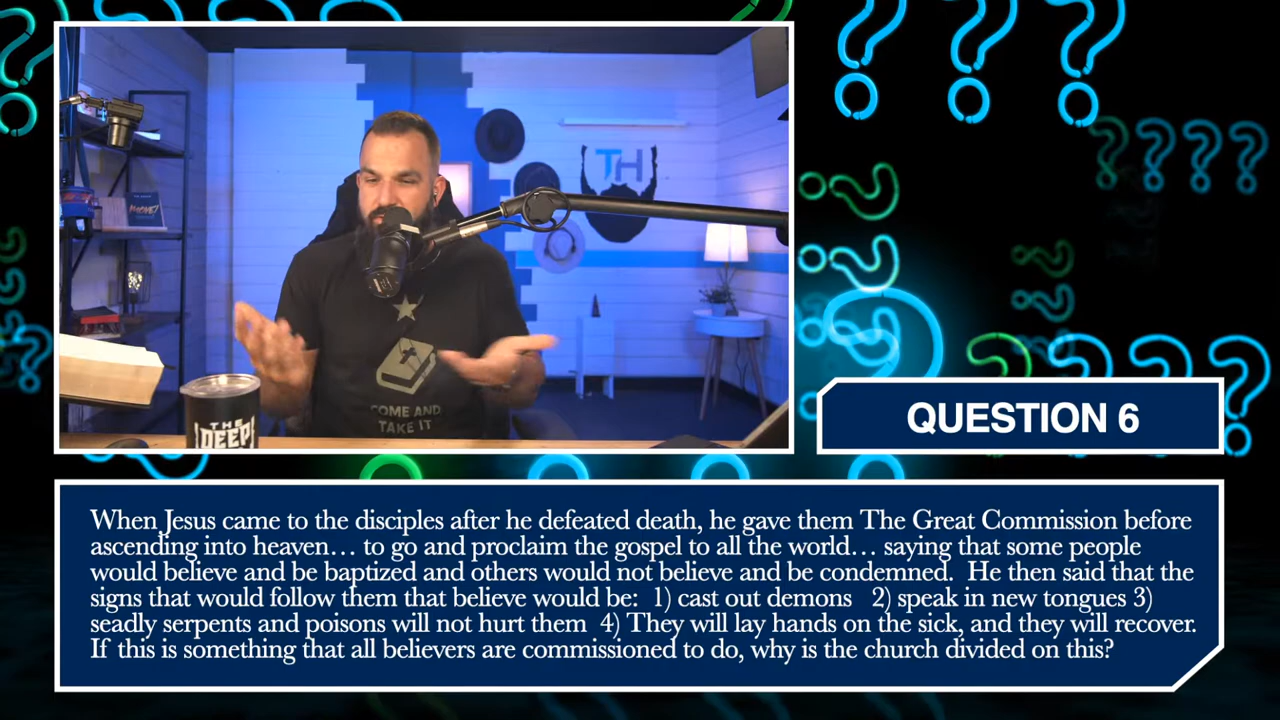 TH
COME AND
TAKE IT
THE
DEEP
QUESTION 6
When Jesus came to the disciples after he defeated death, he gave them The Great Commission before
ascending into heaven… to go and proclaim the gospel to all the world… saying that some people
would believe and be baptized and others would not believe and be condemned.  He then said that the
signs that would follow them that believe would be:  1) cast out demons   2) speak in new tongues 3)
seadly serpents and poisons will not hurt them  4) They will lay hands on the sick, and they will recover.
If this is something that all believers are commissioned to do, why is the church divided on this?